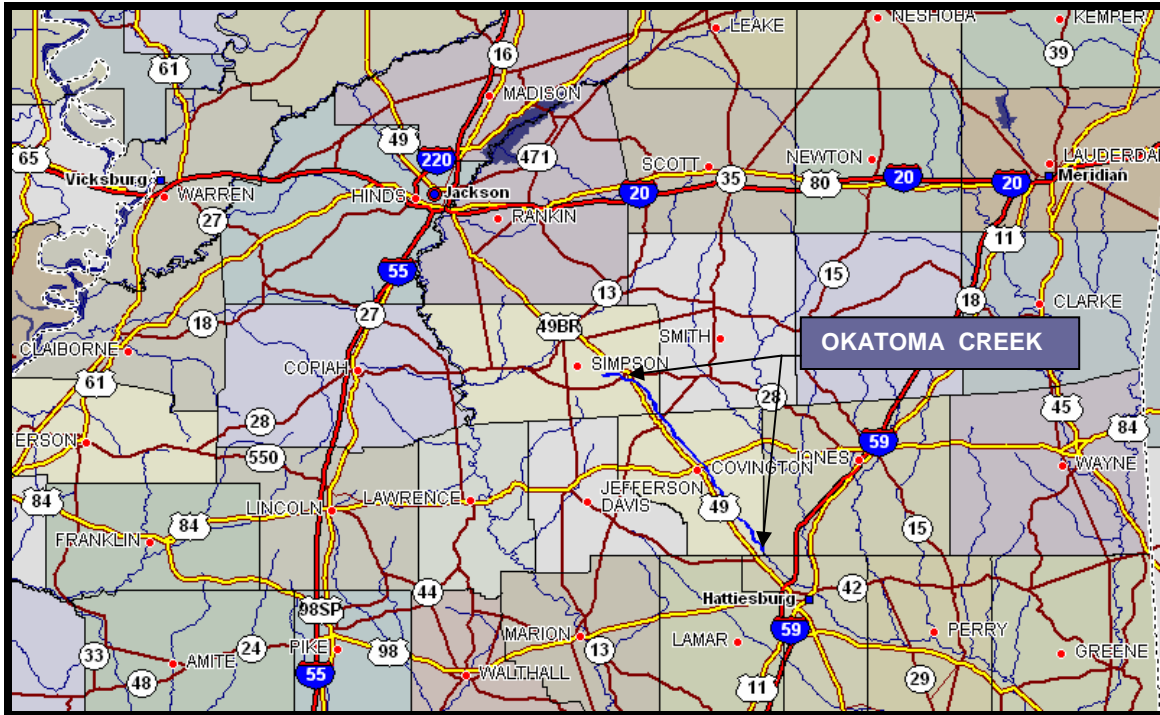 LEAKE
NESHOBA
KEMPER
61
16
39
MADISON
49
220
471
65
Vicksburg
WARREN
HINDS
Jackson
SCOTT
35
NEWTON
80
20
20
20
LAUDERDA
Meridian
27
RANKIN
11
55
13
15
18
CLARKE
18
27
49BR
CLAIBORNE
SMITH
OKATOMA CREEK
61
COPIAH
SIMPSON
28
45
28
84
ERSON
550
59
COVINGTON
JONES
WAYNE
84
84
LINCOLN
LAWRENCE
JEFFERSON
DAVIS
49
15
FRANKLIN
98SP
44
Hattiesburg
42
PIKE
98
MARION
13
LAMAR
59
PERRY
GREENE
33
AMITE
24
48
55
WALTHALL
11
29